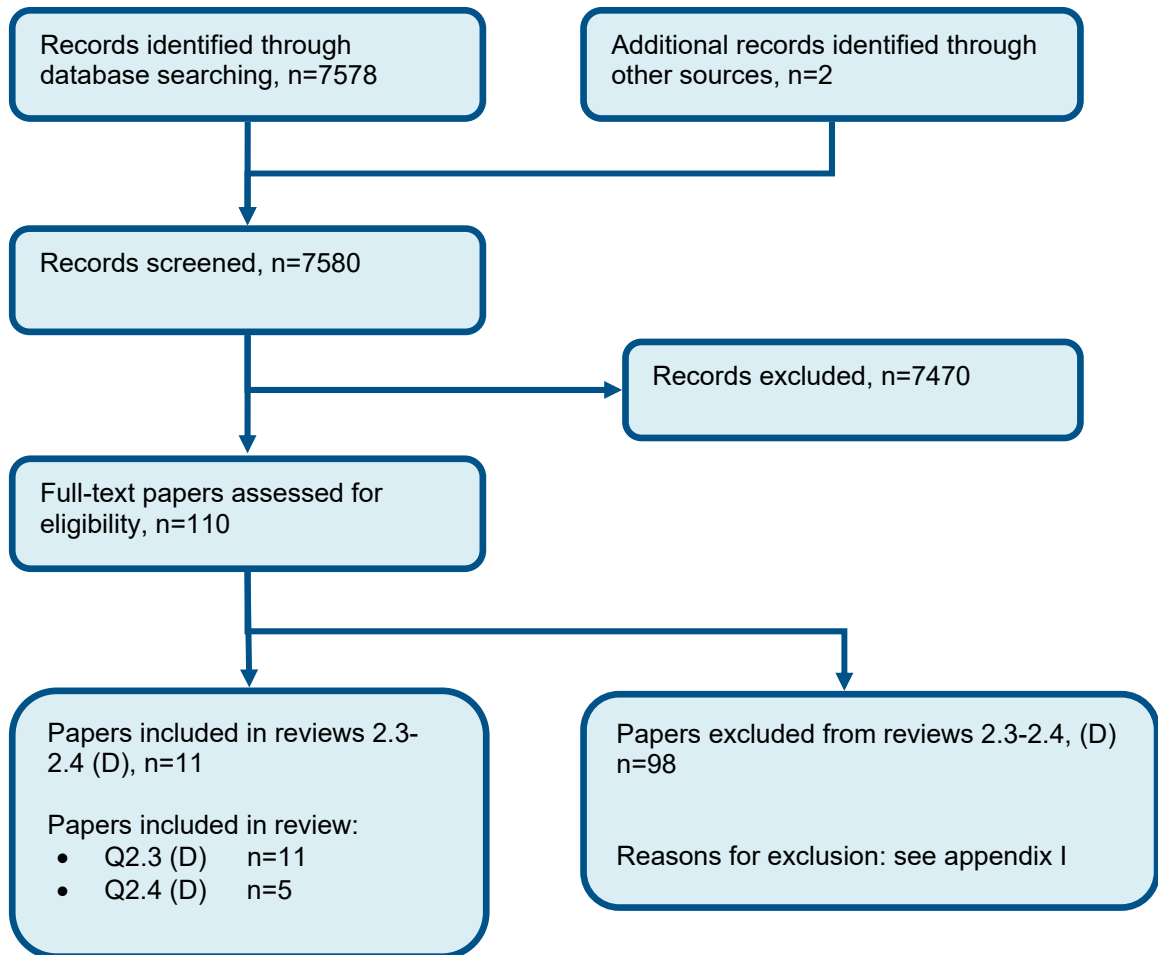 Records identified through
database searching, n=7578
Additional records identified through
other sources, n=2
Records screened, n=7580
Records excluded, n=7470
Full-text papers assessed for
eligibility, n=110
Papers included in reviews 2.3-
2.4 (D), n=11
Papers included in review:
• Q2.3 (D) n=11
• Q2.4 (D) n=5
Papers excluded from reviews 2.3-2.4, (D)
n=98
Reasons for exclusion: see appendix I